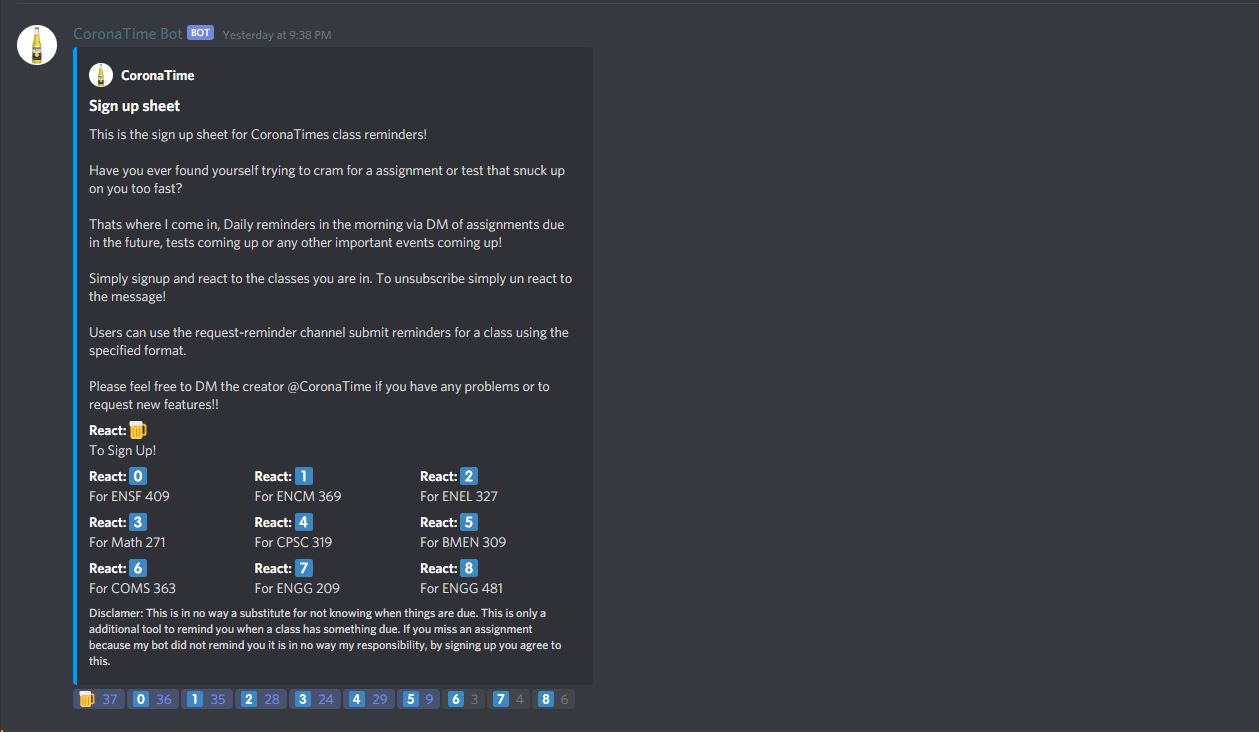 CoronaTime Bot BOT Yesterday at 9:38 PM
CoronaTime
Sign up sheet
This is the sign up sheet for CoronaTimes class reminders!
Have you ever found yourself trying to cram for a assignment or test that snuck up
on you too fast?
Thats where I come in, Daily reminders in the morning via DM of assignments due
in the future, tests coming up or any other important events coming up!
Simply signup and react to the classes you are in. To unsubscribe simply un react to
the message!
Users can use the request-reminder channel submit reminders for a class using the
specified format.
Please feel free to DM the creator @CoronaTime if you have any problems or to
request new features!!
React: 🍺
To Sign Up!
React: 0 React: 1 React: 2
For ENSF 409 For ENCM 369 For ENEL 327
React: 3 React: 4 React: 5
For Math 271 For CPSC 319 For BMEN 309
React: 6 React: 7 React: 8
For COMS 363 For ENGG 209 For ENGG 481
Disclamer: This is in no way a substitute for not knowing when things are due. This is only a
additional tool to remind you when a class has something due. If you miss an assignment
because my bot did not remind you it is in no way my responsibility, by signing up you agree to
this.
🍺 37 0 36 1 35 2 28 3 24 4 29 5 9 6 3 7 4 8 6